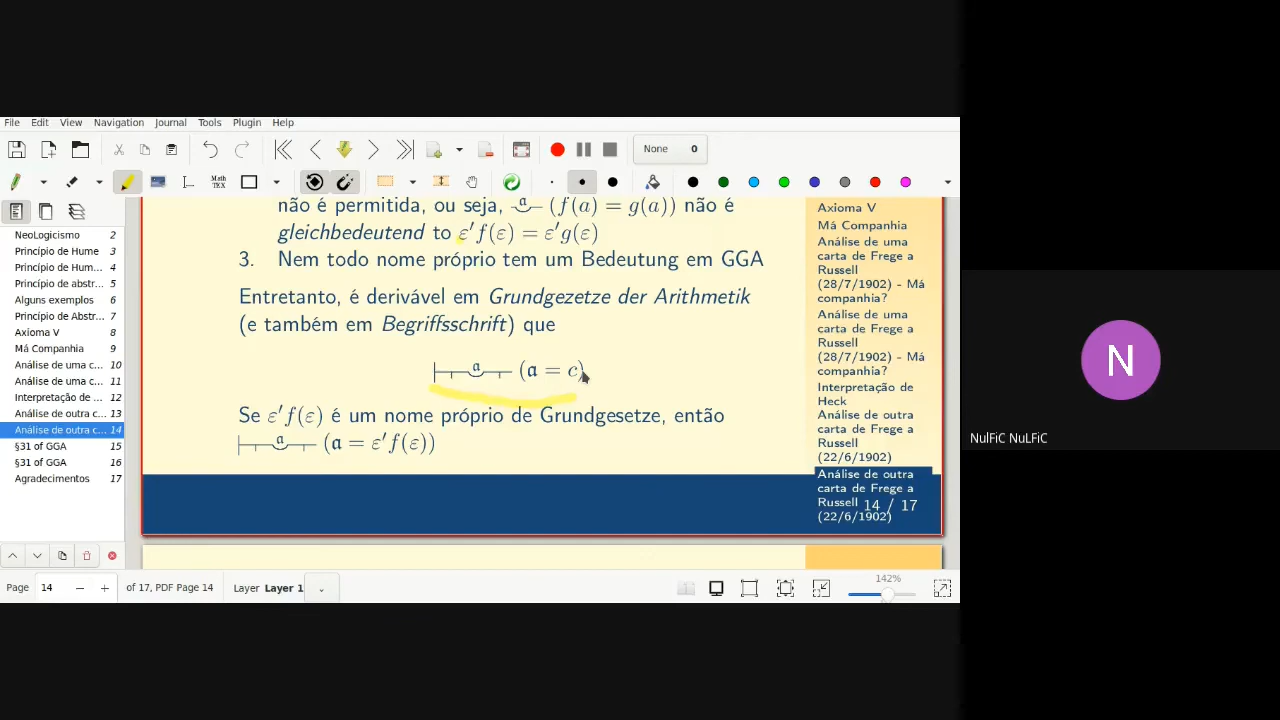 File Edit View Navigation Journal Tools Plugin Help
None 0
Math
TEX
NeoLogicismo 2
Princípio de Hume 3
Princípio de Hum... 4
Princípio de abstr... 5
Alguns exemplos 6
Princípio de Abstr... 7
Axioma V 8
Má Companhia 9
Análise de uma c... 10
Análise de uma c... 11
Interpretação de ... 12
Análise de outra c... 13
Análise de outra c... 14
§31 of GGA 15
§31 of GGA 16
Agradecimentos 17
não é permitida, ou seja, 𝔞 (f(a) = g(a)) não é
gleichbedeutend to ε′f(ε) = ε′g(ε)
3. Nem todo nome próprio tem um Bedeutung em GGA
Entretanto, é derivável em Grundgezetze der Arithmetik
(e também em Begriffsschrift) que
𝔞 (𝔞 = c)
Se ε′f(ε) é um nome próprio de Grundgesetze, então
𝔞 (𝔞 = ε′f(ε))
Axioma V
Má Companhia
Análise de uma
carta de Frege a
Russell
(28/7/1902) - Má
companhia?
Análise de uma
carta de Frege a
Russell
(28/7/1902) - Má
companhia?
Interpretação de
Heck
Análise de outra
carta de Frege a
Russell
(22/6/1902)
Análise de outra
carta de Frege a
Russell
(22/6/1902)
14 / 17
Page 14 − + of 17, PDF Page 14 Layer Layer 1
142%
N
NulFiC NuLFiC